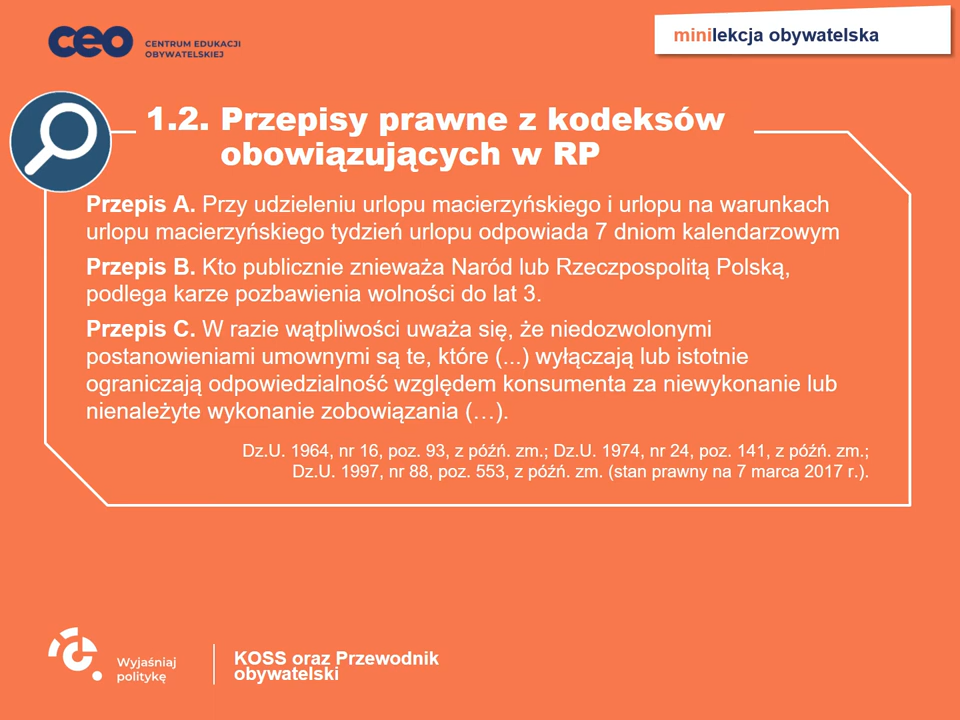 ceo CENTRUM EDUKACJI
OBYWATELSKIEJ
minilekcja obywatelska
1.2. Przepisy prawne z kodeksów
obowiązujących w RP
Przepis A. Przy udzieleniu urlopu macierzyńskiego i urlopu na warunkach
urlopu macierzyńskiego tydzień urlopu odpowiada 7 dniom kalendarzowym
Przepis B. Kto publicznie znieważa Naród lub Rzeczpospolitą Polską,
podlega karze pozbawienia wolności do lat 3.
Przepis C. W razie wątpliwości uważa się, że niedozwolonymi
postanowieniami umownymi są te, które (...) wyłączają lub istotnie
ograniczają odpowiedzialność względem konsumenta za niewykonanie lub
nienależyte wykonanie zobowiązania (…).
Dz.U. 1964, nr 16, poz. 93, z późń. zm.; Dz.U. 1974, nr 24, poz. 141, z późń. zm.;
Dz.U. 1997, nr 88, poz. 553, z późń. zm. (stan prawny na 7 marca 2017 r.).
Wyjaśniaj
politykę
KOSS oraz Przewodnik
obywatelski